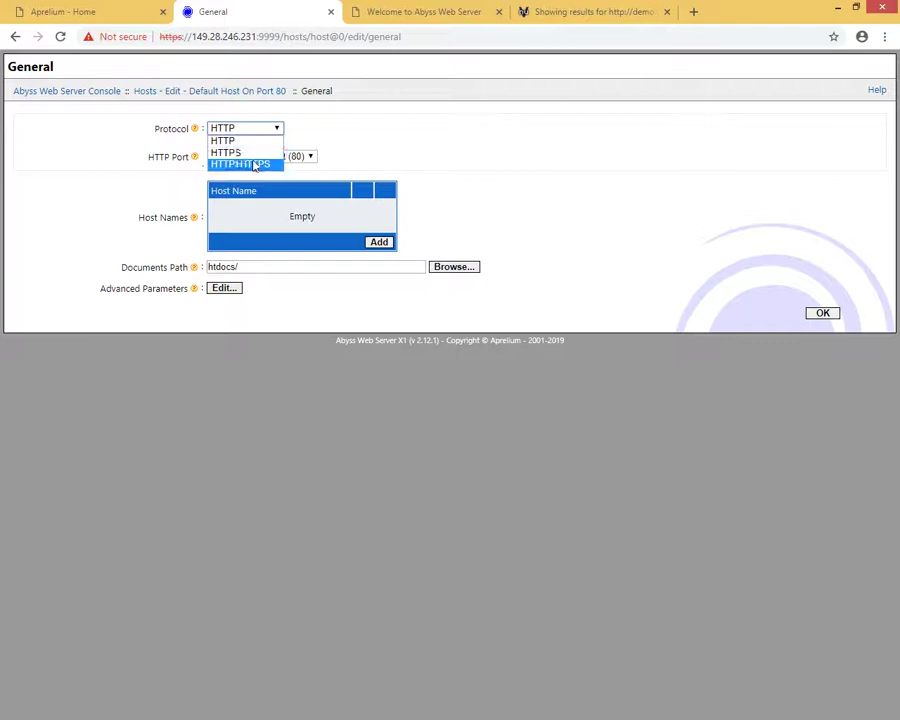 Aprelium - Home
General
Welcome to Abyss Web Server
Showing results for http://demo
Not secure
https://149.28.246.231:9999/hosts/host@0/edit/general
General
Abyss Web Server Console :: Hosts - Edit - Default Host On Port 80 :: General
Help
Protocol : HTTP
HTTP
HTTPS
HTTP Port
(80)
HTTP+HTTPS
Host Name
Host Names :
Empty
Add
Documents Path : htdocs/ Browse...
Advanced Parameters : Edit...
OK
Abyss Web Server X1 (v 2.12.1) - Copyright © Aprelium - 2001-2019